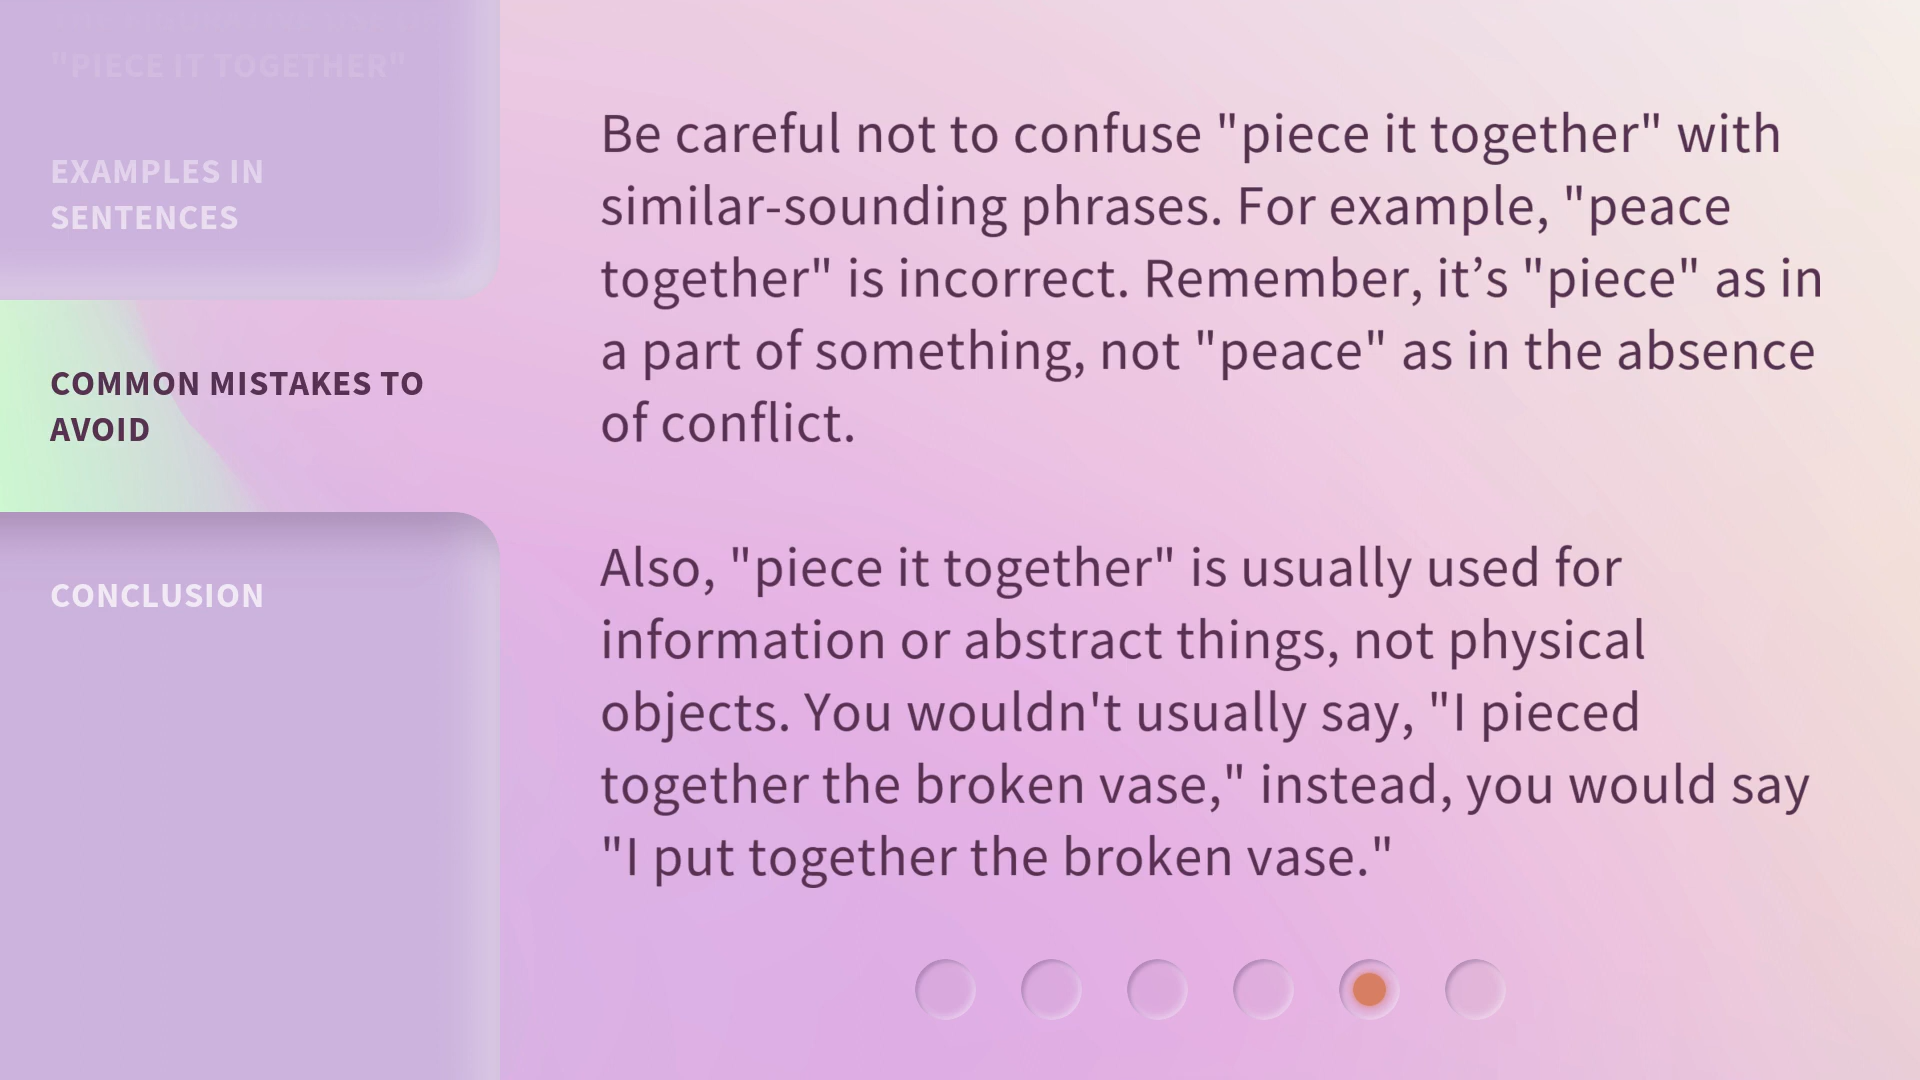 "PIECE IT TOGETHER"
EXAMPLES IN
SENTENCES
COMMON MISTAKES TO
AVOID
CONCLUSION
Be careful not to confuse "piece it together" with
similar-sounding phrases. For example, "peace
together" is incorrect. Remember, it’s "piece" as in
a part of something, not "peace" as in the absence
of conflict.
Also, "piece it together" is usually used for
information or abstract things, not physical
objects. You wouldn't usually say, "I pieced
together the broken vase," instead, you would say
"I put together the broken vase."